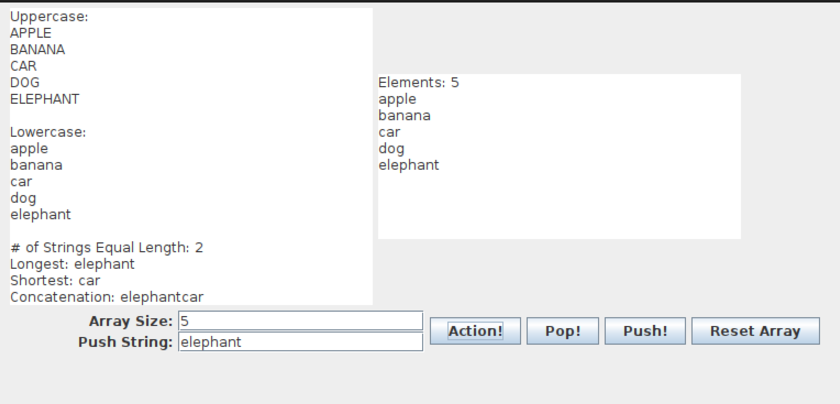 Uppercase:
APPLE
BANANA
CAR
DOG
ELEPHANT
Lowercase:
apple
banana
car
dog
elephant
# of Strings Equal Length: 2
Longest: elephant
Shortest: car
Concatenation: elephantcar
Elements: 5
apple
banana
car
dog
elephant
Array Size: 5
Push String: elephant
Action! Pop! Push! Reset Array